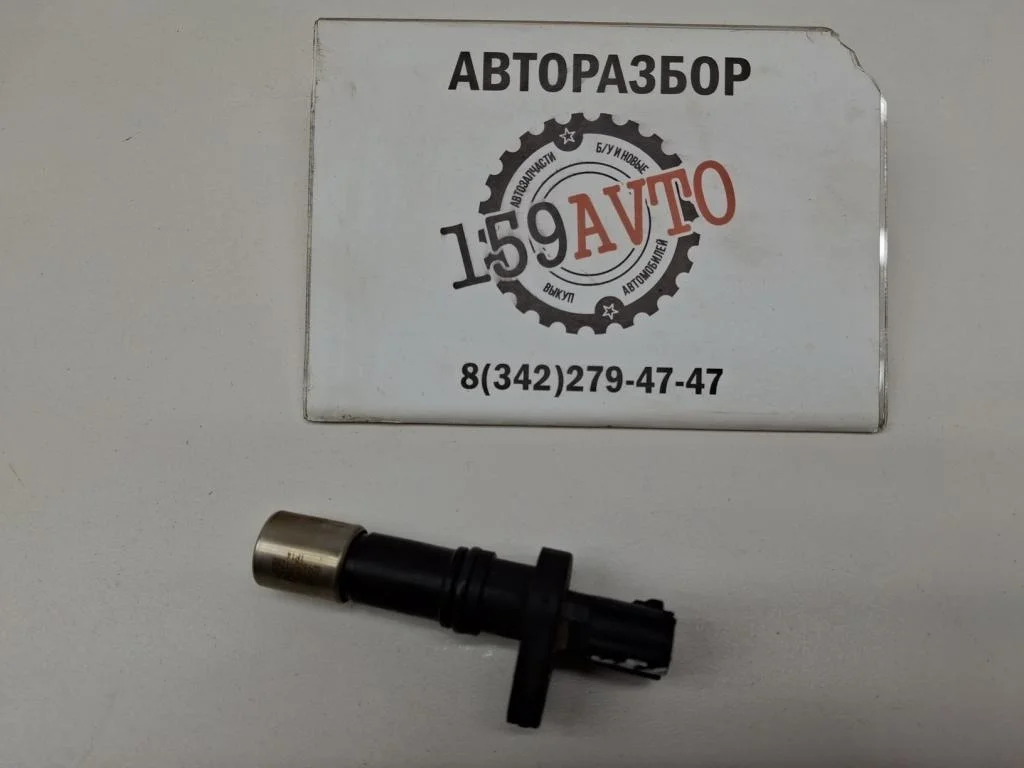 АВТОРАЗБОР
АВТОЗАПЧАСТИ
Б/У И НОВЫЕ
159AVTO
ВЫКУП
АВТОМОБИЛЕЙ
8(342)279-47-47